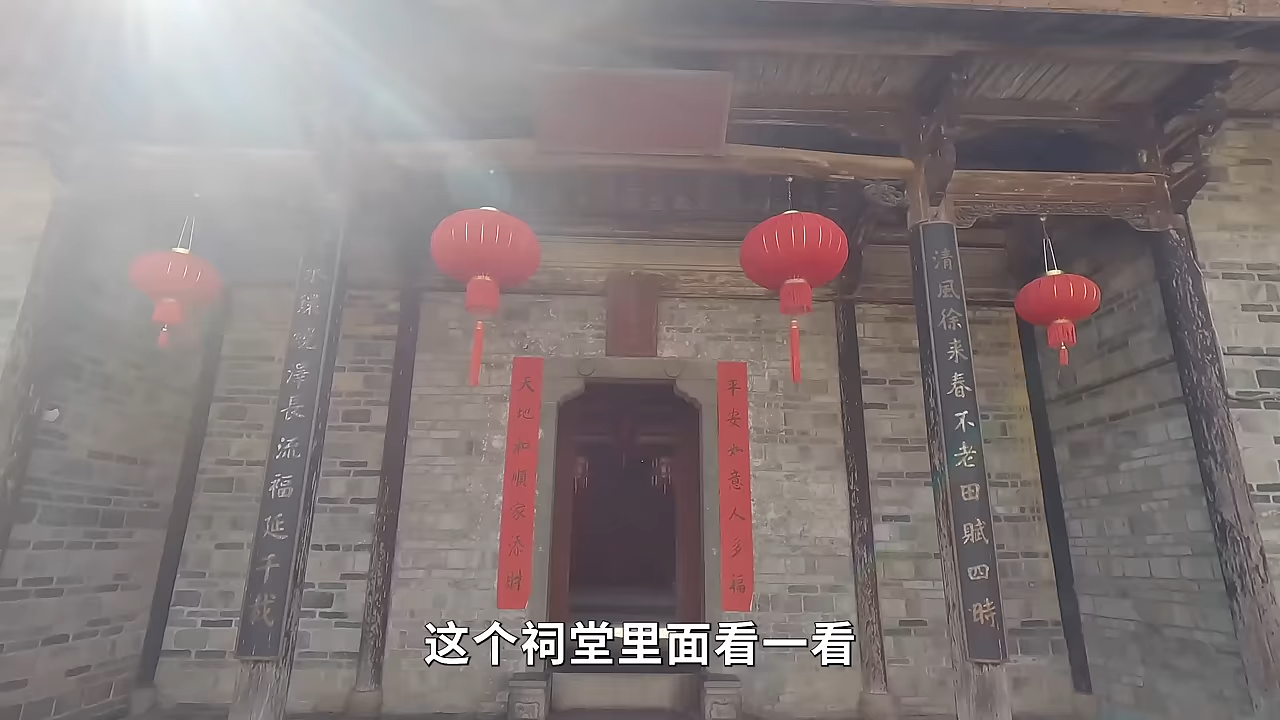 清風徐来春不老田賦四時
平安如意人多福
天地和順家添財
澤長流福延千
这个祠堂里面看一看